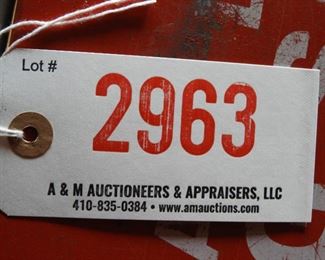 Lot #
2963
A & M AUCTIONEERS & APPRAISERS, LLC
410-835-0384 • www.amauctions.com